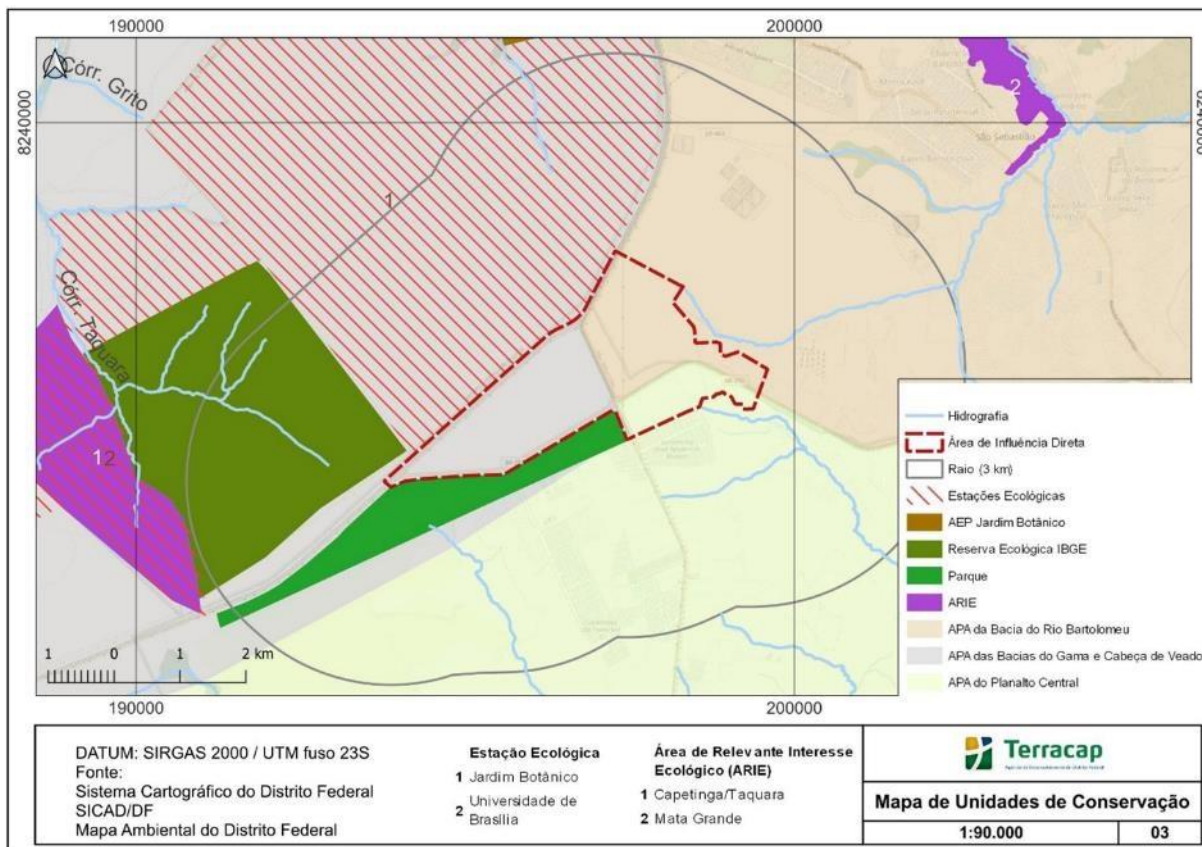 190000
200000
8240000
8240000
Córr. Grito
Córr. Taquara
1
2
12
São Sebastião
Hidrografia
Área de Influência Direta
Raio (3 km)
Estações Ecológicas
AEP Jardim Botânico
Reserva Ecológica IBGE
Parque
ARIE
APA da Bacia do Rio Bartolomeu
APA das Bacias do Gama e Cabeça de Veado
APA do Planalto Central
1 0 1 2 km
190000
200000
DATUM: SIRGAS 2000 / UTM fuso 23S
Fonte:
Sistema Cartográfico do Distrito Federal
SICAD/DF
Mapa Ambiental do Distrito Federal
Estação Ecológica
1 Jardim Botânico
2 Universidade de
Brasília
Área de Relevante Interesse
Ecológico (ARIE)
1 Capetinga/Taquara
2 Mata Grande
Terracap
Mapa de Unidades de Conservação
1:90.000
03